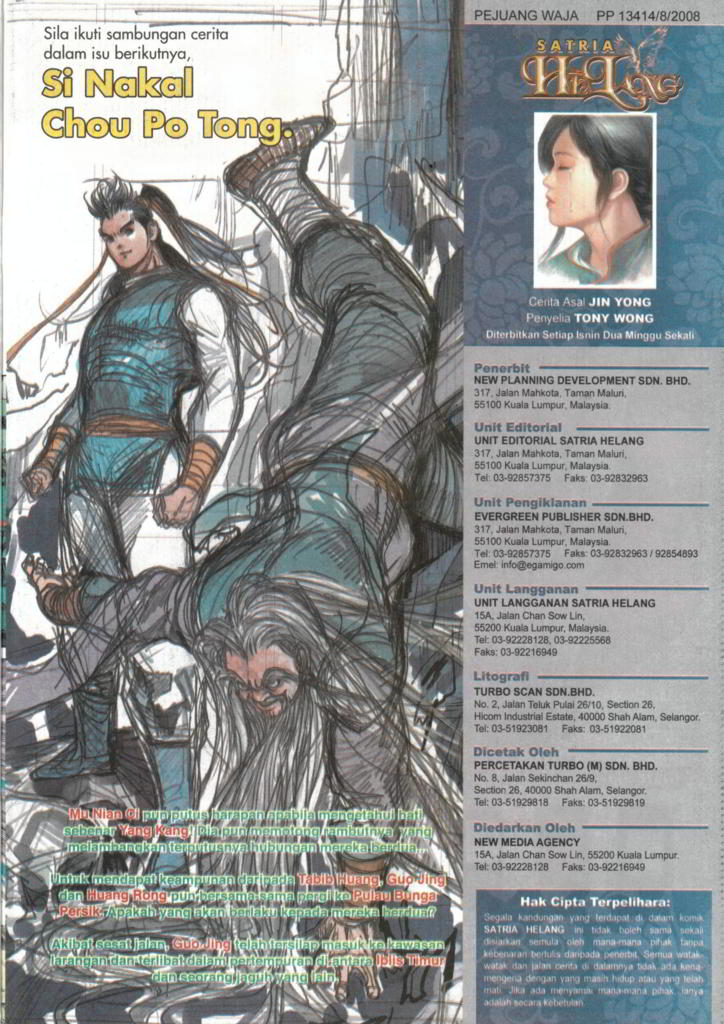 Sila ikuti sambungan cerita
dalam isu berikutnya,
Si Nakal
Chou Po Tong.
Mu Nian Ci pun putus harapan apabila mengetahui hati
sebenar Yang Kang! Dia pun memotong rambutnya yang
melambangkan terputusnya hubungan mereka berdua...
Untuk mendapat keampunan daripada Tabib Huang, Guo Jing
dan Huang Rong pun bersama-sama pergi ke Pulau Bunga
Persik. Apakah yang akan berlaku kepada mereka berdua?
Akibat sesat jalan, Guo Jing telah tersilap masuk ke kawasan
larangan dan terlibat dalam pertempuran di antara Iblis Timur
dan seorang jaguh yang lain.
PEJUANG WAJA PP 13414/8/2008
SATRIA
HELANG
Cerita Asal JIN YONG
Penyelia TONY WONG
Diterbitkan Setiap Isnin Dua Minggu Sekali
Penerbit
NEW PLANNING DEVELOPMENT SDN. BHD.
317, Jalan Mahkota, Taman Maluri,
55100 Kuala Lumpur, Malaysia.
Unit Editorial
UNIT EDITORIAL SATRIA HELANG
317, Jalan Mahkota, Taman Maluri,
55100 Kuala Lumpur, Malaysia.
Tel: 03-92857375 Faks: 03-92832963
Unit Pengiklanan
EVERGREEN PUBLISHER SDN.BHD.
317, Jalan Mahkota, Taman Maluri,
55100 Kuala Lumpur, Malaysia.
Tel: 03-92857375 Faks: 03-92832963 / 92854893
Emel: info@egamigo.com
Unit Langganan
UNIT LANGGANAN SATRIA HELANG
15A, Jalan Chan Sow Lin,
55200 Kuala Lumpur, Malaysia.
Tel: 03-92228128, 03-92225568
Faks: 03-92216949
Litografi
TURBO SCAN SDN.BHD.
No. 2, Jalan Teluk Pulai 26/10, Section 26,
Hicom Industrial Estate, 40000 Shah Alam, Selangor.
Tel: 03-51923081 Faks: 03-51922081
Dicetak Oleh
PERCETAKAN TURBO (M) SDN. BHD.
No. 8, Jalan Sekinchan 26/9,
Section 26, 40000 Shah Alam, Selangor.
Tel: 03-51929818 Faks: 03-51929819
Diedarkan Oleh
NEW MEDIA AGENCY
15A, Jalan Chan Sow Lin, 55200 Kuala Lumpur.
Tel: 03-92228128 Faks: 03-92216949
Hak Cipta Terpelihara:
Segala kandungan yang terdapat di dalam komik
SATRIA HELANG ini tidak boleh sama sekali
disiarkan semula oleh mana-mana pihak tanpa
kebenaran bertulis daripada penerbit. Semua watak-
watak dan jalan cerita di dalamnya tidak ada kena-
mengena dengan yang masih hidup atau yang telah
mati. Jika ada menyamai mana-mana pihak, ianya
adalah secara kebetulan.